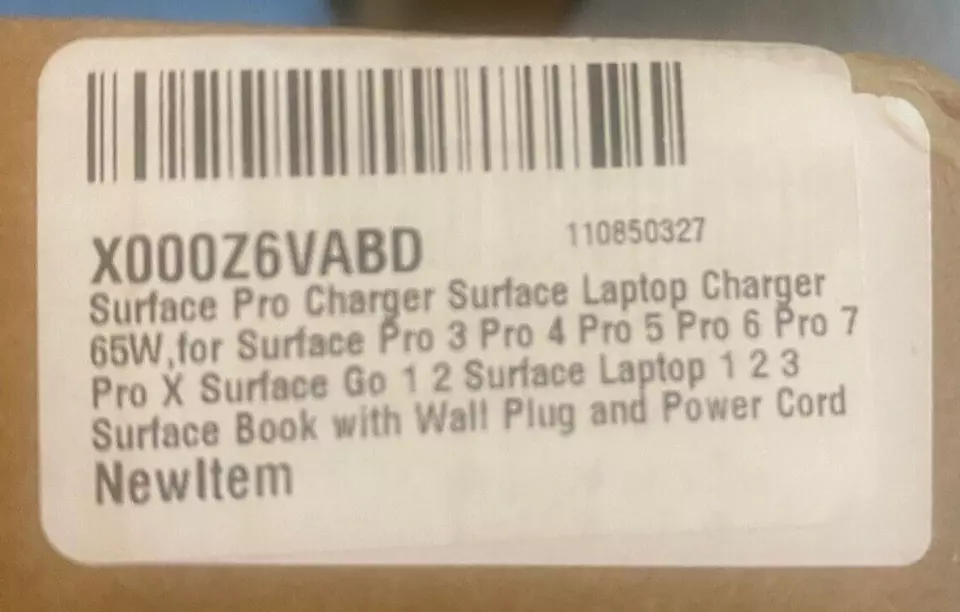 X000Z6VABD 110850327
Surface Pro Charger Surface Laptop Charger
65W,for Surface Pro 3 Pro 4 Pro 5 Pro 6 Pro 7
Pro X Surface Go 1 2 Surface Laptop 1 2 3
Surface Book with Wall Plug and Power Cord
NewItem